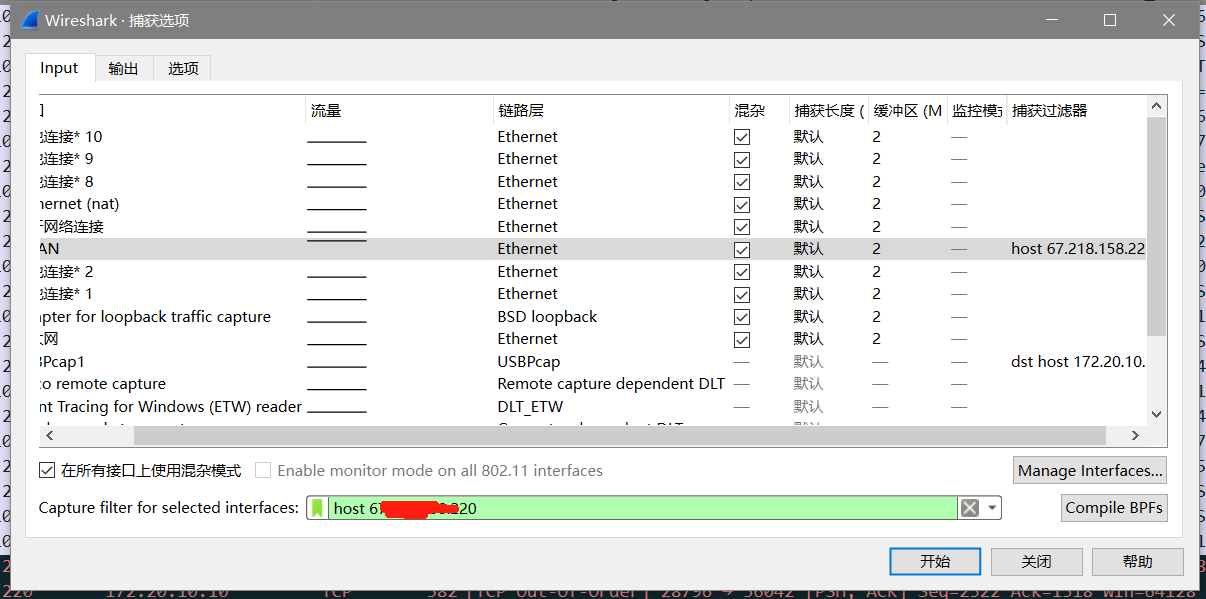 Wireshark · 捕获选项
Input 输出 选项
流量 链路层 混杂 捕获长度 ( 缓冲区 (M 监控模式 捕获过滤器
连接* 10 Ethernet 默认 2 —
连接* 9 Ethernet 默认 2 —
连接* 8 Ethernet 默认 2 —
hernet (nat) Ethernet 默认 2 —
网络连接 Ethernet 默认 2 —
AN Ethernet 默认 2 — host 67.218.158.22
连接* 2 Ethernet 默认 2 —
连接* 1 Ethernet 默认 2 —
pter for loopback traffic capture BSD loopback 默认 2 —
网 Ethernet 默认 2 —
BPcap1 USBPcap — 默认 — — dst host 172.20.10.
o remote capture Remote capture dependent DLT — 默认 — —
nt Tracing for Windows (ETW) reader DLT_ETW — 默认 — —
在所有接口上使用混杂模式 Enable monitor mode on all 802.11 interfaces Manage Interfaces...
Capture filter for selected interfaces: host 67 220 Compile BPFs
开始 关闭 帮助
220 172.20.10.10 TCP 582 [TCP Out-Of-Order] 28796 → 56042 [PSH, ACK] Seq=2522 Ack=1518 Win=64128